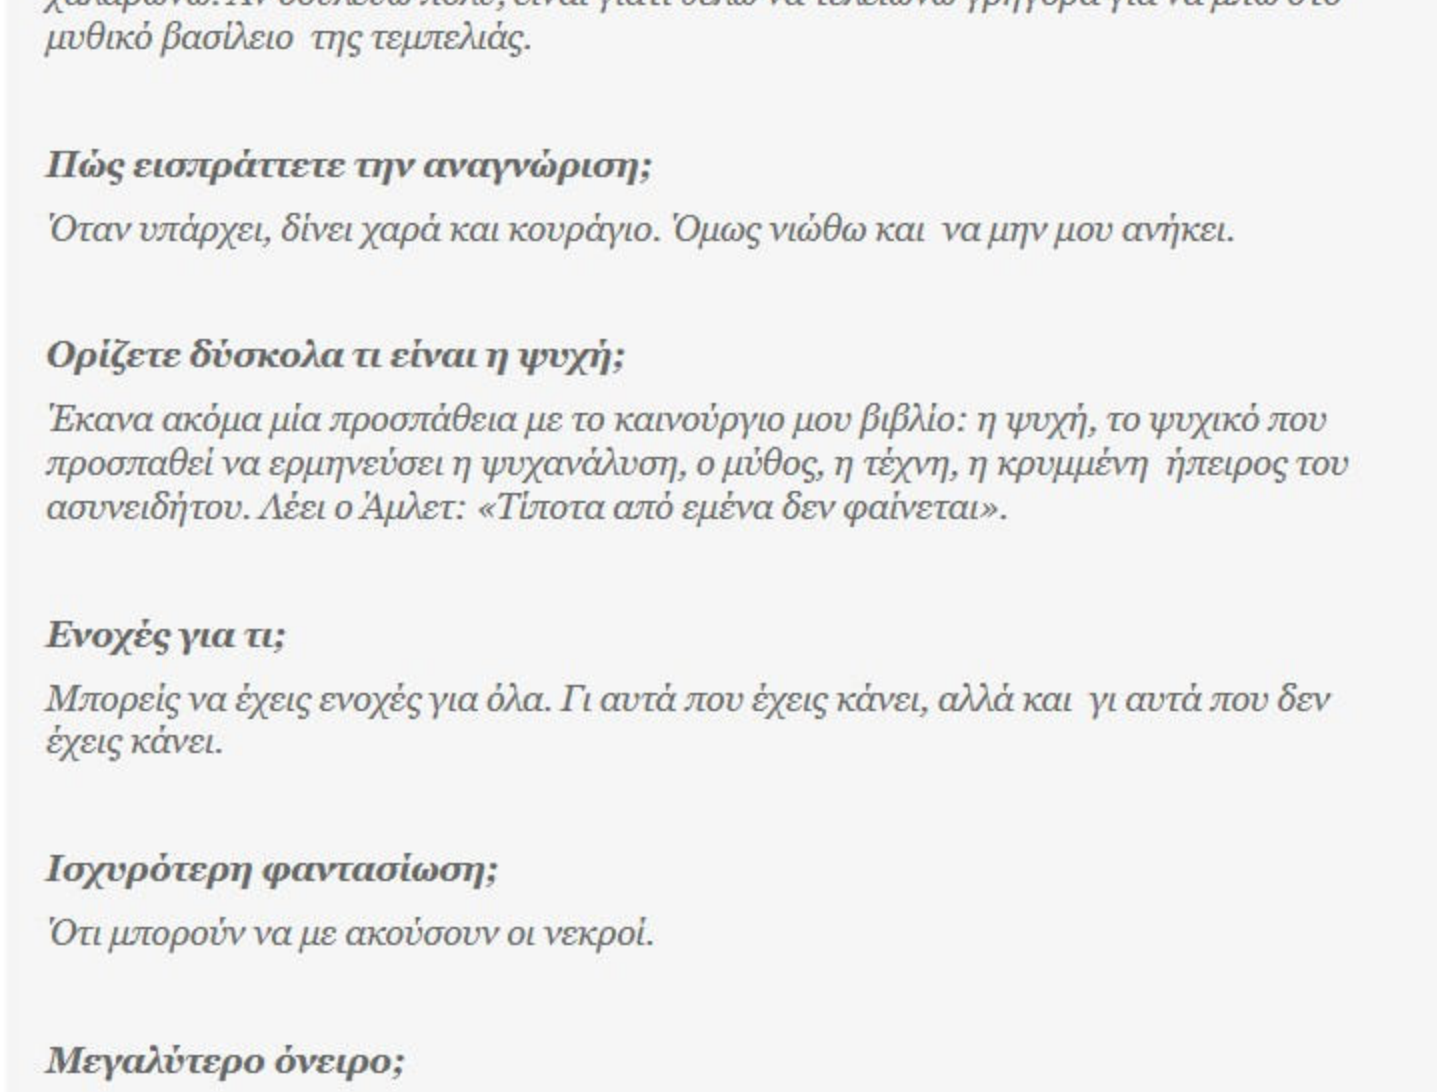 μυθικό βασίλειο της τεμπελιάς.
Πώς εισπράττετε την αναγνώριση;
Όταν υπάρχει, δίνει χαρά και κουράγιο. Όμως νιώθω και να μην μου ανήκει.
Ορίζετε δύσκολα τι είναι η ψυχή;
Έκανα ακόμα μία προσπάθεια με το καινούργιο μου βιβλίο: η ψυχή, το ψυχικό που
προσπαθεί να ερμηνεύσει η ψυχανάλυση, ο μύθος, η τέχνη, η κρυμμένη ήπειρος του
ασυνειδήτου. Λέει ο Άμλετ: «Τίποτα από εμένα δεν φαίνεται».
Ενοχές για τι;
Μπορείς να έχεις ενοχές για όλα. Γι αυτά που έχεις κάνει, αλλά και γι αυτά που δεν
έχεις κάνει.
Ισχυρότερη φαντασίωση;
Ότι μπορούν να με ακούσουν οι νεκροί.
Μεγαλύτερο όνειρο;